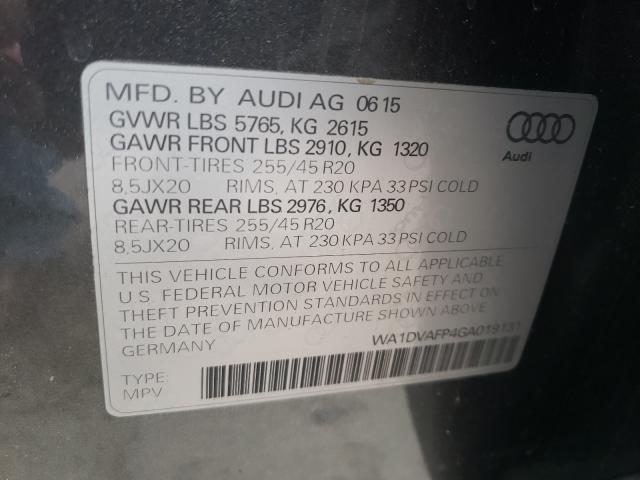 MFD. BY AUDI AG 06 15
GVWR LBS 5765, KG 2615
GAWR FRONT LBS 2910, KG 1320
FRONT-TIRES 255/45 R20
8,5JX20 RIMS, AT 230 KPA 33 PSI COLD
GAWR REAR LBS 2976, KG 1350
REAR-TIRES 255/45 R20
8,5JX20 RIMS, AT 230 KPA 33 PSI COLD
Audi
THIS VEHICLE CONFORMS TO ALL APPLICABLE
U.S. FEDERAL MOTOR VEHICLE SAFETY AND
THEFT PREVENTION STANDARDS IN EFFECT ON
THE DATE OF MANUFACTURE SHOWN ABOVE.
GERMANY
WA1DVAFP4GA019131
TYPE:
MPV